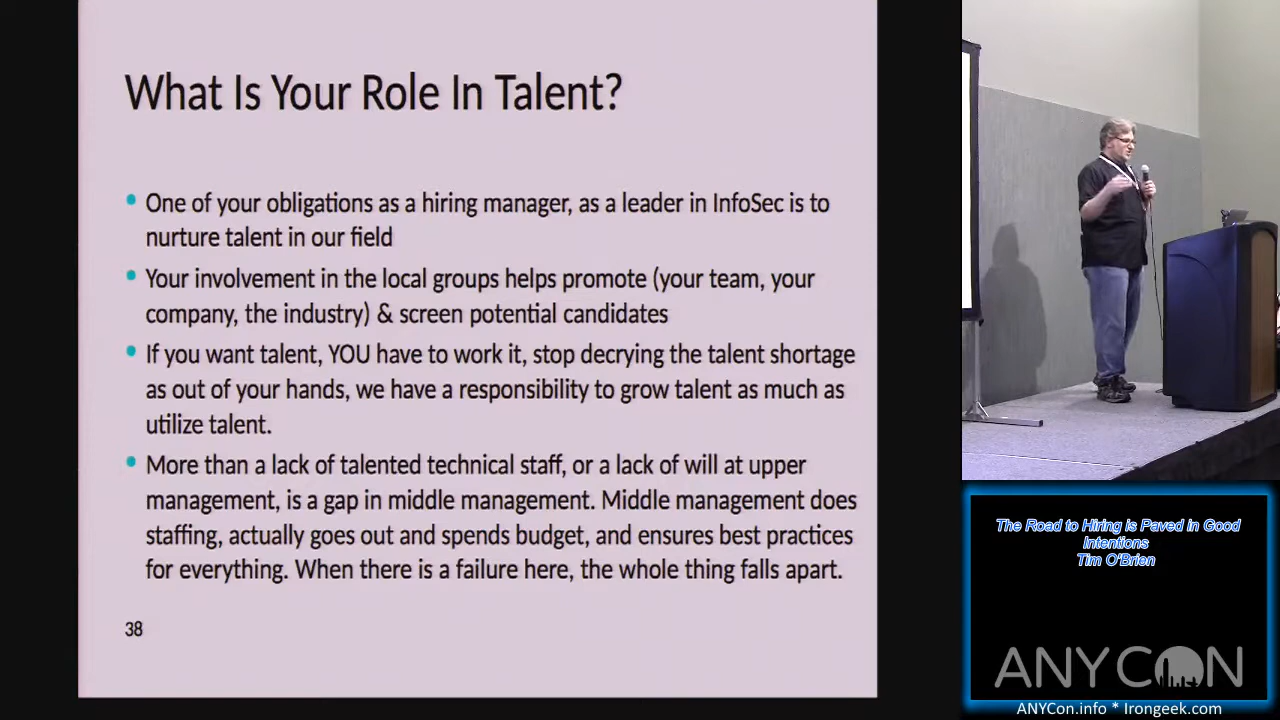 What Is Your Role In Talent?
One of your obligations as a hiring manager, as a leader in InfoSec is to
nurture talent in our field
Your involvement in the local groups helps promote (your team, your
company, the industry) & screen potential candidates
If you want talent, YOU have to work it, stop decrying the talent shortage
as out of your hands, we have a responsibility to grow talent as much as
utilize talent.
More than a lack of talented technical staff, or a lack of will at upper
management, is a gap in middle management. Middle management does
staffing, actually goes out and spends budget, and ensures best practices
for everything. When there is a failure here, the whole thing falls apart.
38
The Road to Hiring is Paved in Good
Intentions
Tim O'Brien
ANYCON
ANYCon.info * Irongeek.com